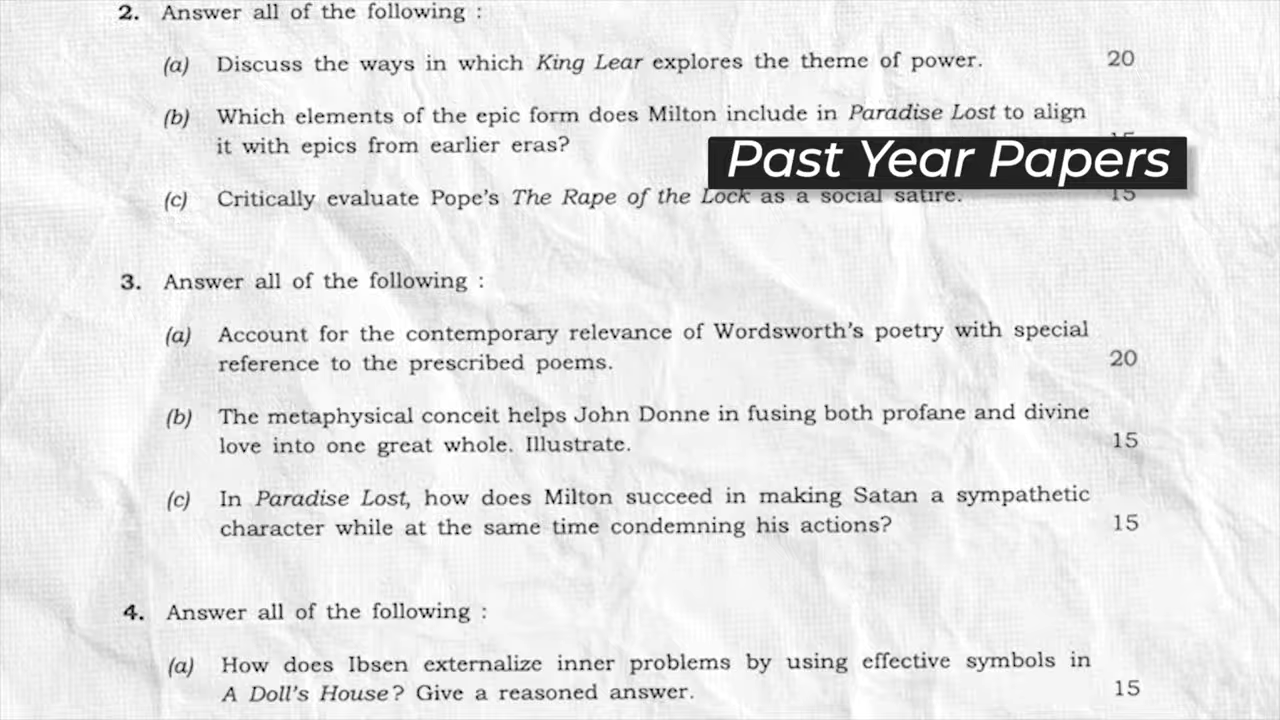 2. Answer all of the following :
(a) Discuss the ways in which King Lear explores the theme of power. 20
(b) Which elements of the epic form does Milton include in Paradise Lost to align
it with epics from earlier eras? 15
Past Year Papers
(c) Critically evaluate Pope's The Rape of the Lock as a social satire. 15
3. Answer all of the following :
(a) Account for the contemporary relevance of Wordsworth's poetry with special
reference to the prescribed poems. 20
(b) The metaphysical conceit helps John Donne in fusing both profane and divine
love into one great whole. Illustrate. 15
(c) In Paradise Lost, how does Milton succeed in making Satan a sympathetic
character while at the same time condemning his actions? 15
4. Answer all of the following :
(a) How does Ibsen externalize inner problems by using effective symbols in
A Doll's House? Give a reasoned answer. 15